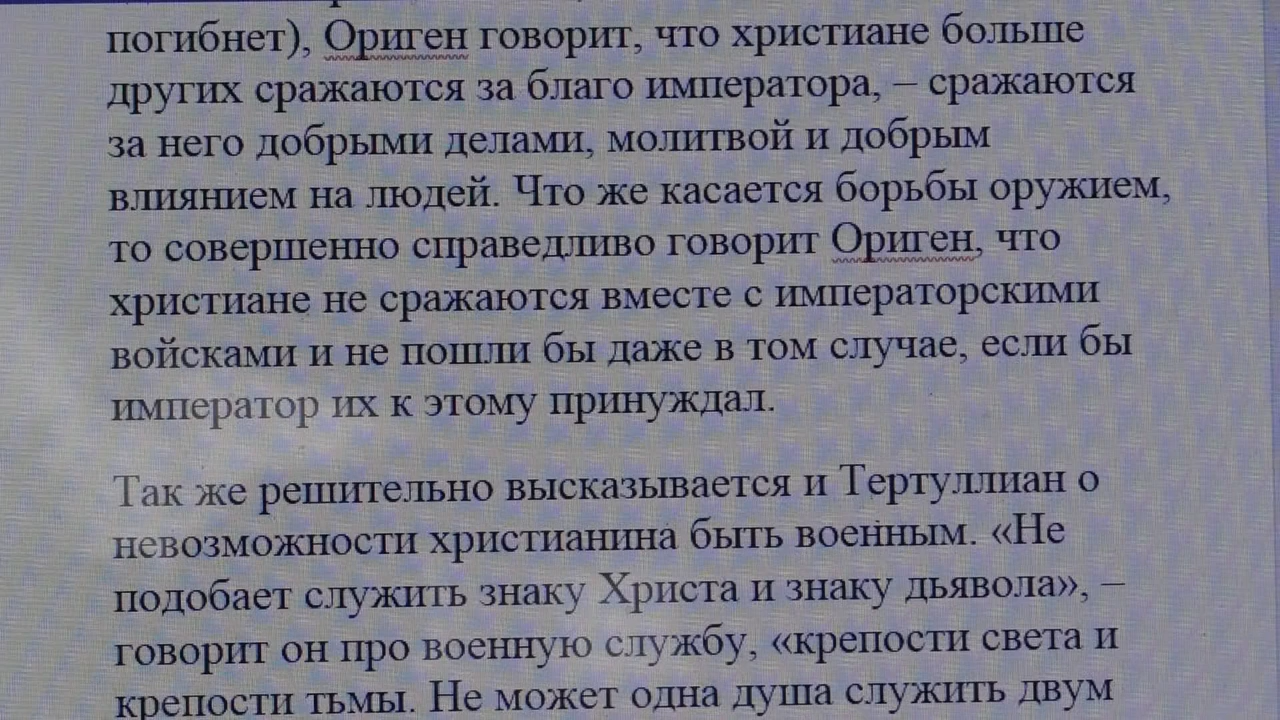 погибнет), Ориген говорит, что христиане больше
других сражаются за благо императора, – сражаются
за него добрыми делами, молитвой и добрым
влиянием на людей. Что же касается борьбы оружием,
то совершенно справедливо говорит Ориген, что
христиане не сражаются вместе с императорскими
войсками и не пошли бы даже в том случае, если бы
император их к этому принуждал.
Так же решительно высказывается и Тертуллиан о
невозможности христианина быть военным. «Не
подобает служить знаку Христа и знаку дьявола», –
говорит он про военную службу, «крепости света и
крепости тьмы. Не может одна душа служить двум